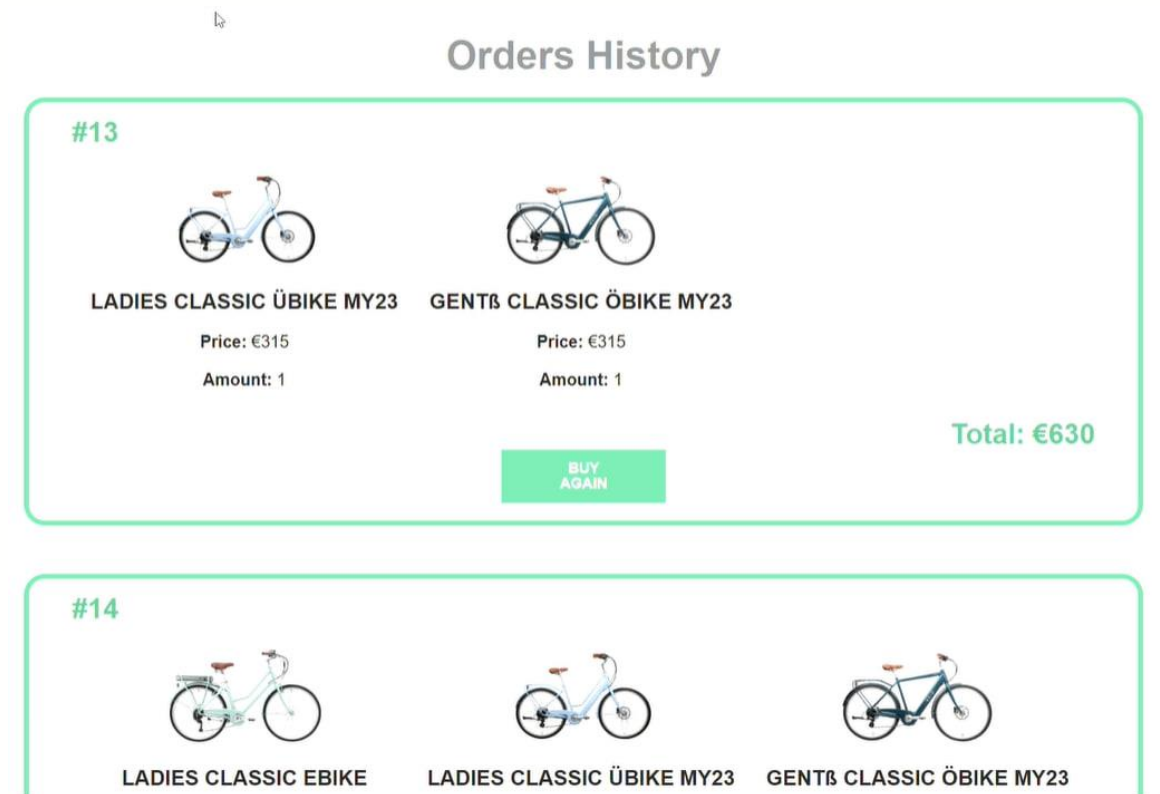 Orders History
#13
LADIES CLASSIC ÜBIKE MY23
GENTß CLASSIC ÖBIKE MY23
Price: €315
Price: €315
Amount: 1
Amount: 1
Total: €630
BUY
AGAIN
#14
LADIES CLASSIC EBIKE
LADIES CLASSIC ÜBIKE MY23
GENTß CLASSIC ÖBIKE MY23